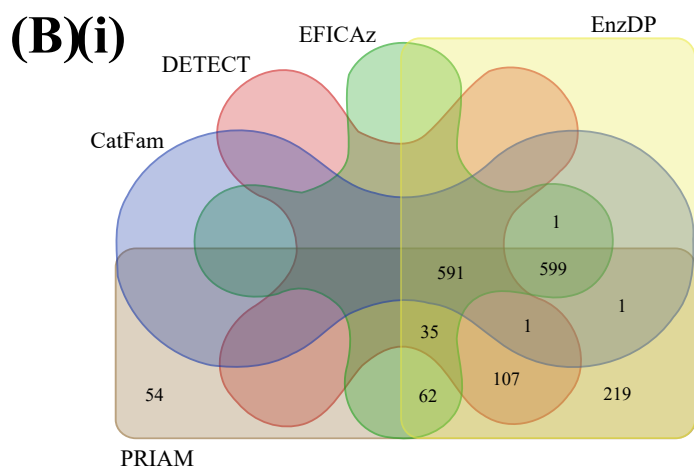 (B)(i)
EFICAz
EnzDP
DETECT
CatFam
1
591
599
1
35
1
54
62
107
219
PRIAM